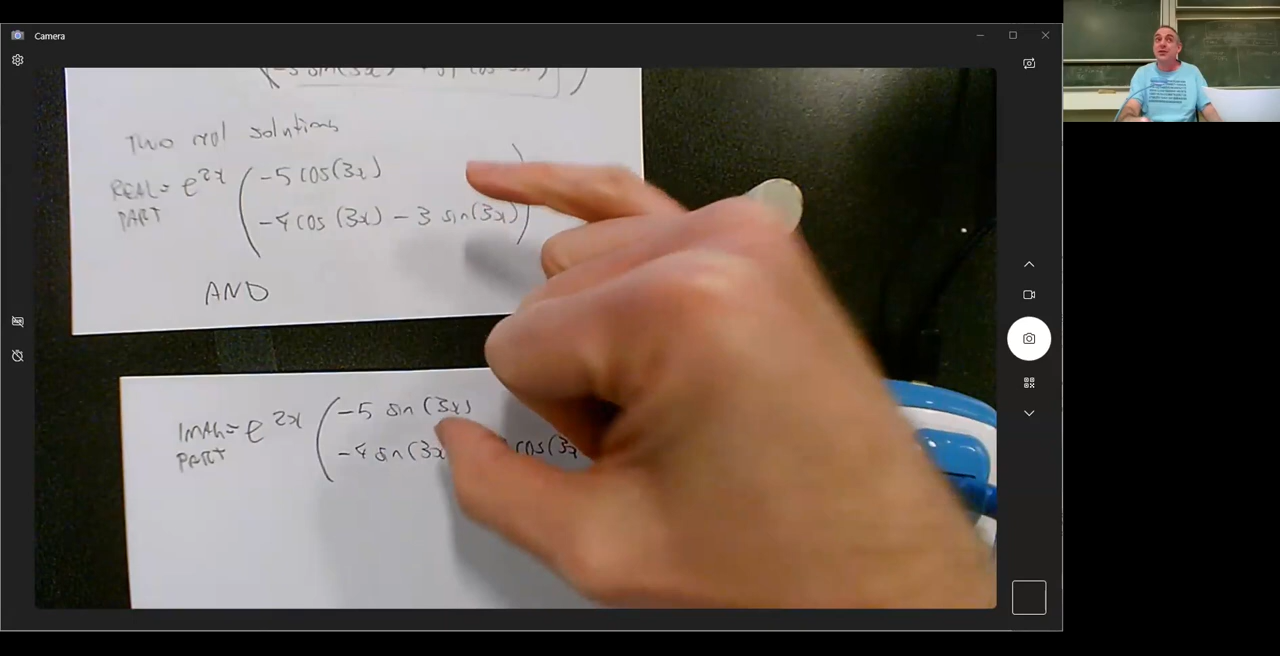 Camera
Two real solutions
REAL = e^2x ( -5 cos(3x)
PART -4 cos (3x) - 3 sin(3x) )
AND
IMAG = e^2x ( -5 sin (3x)
PART -4 sin(3x cos(3x